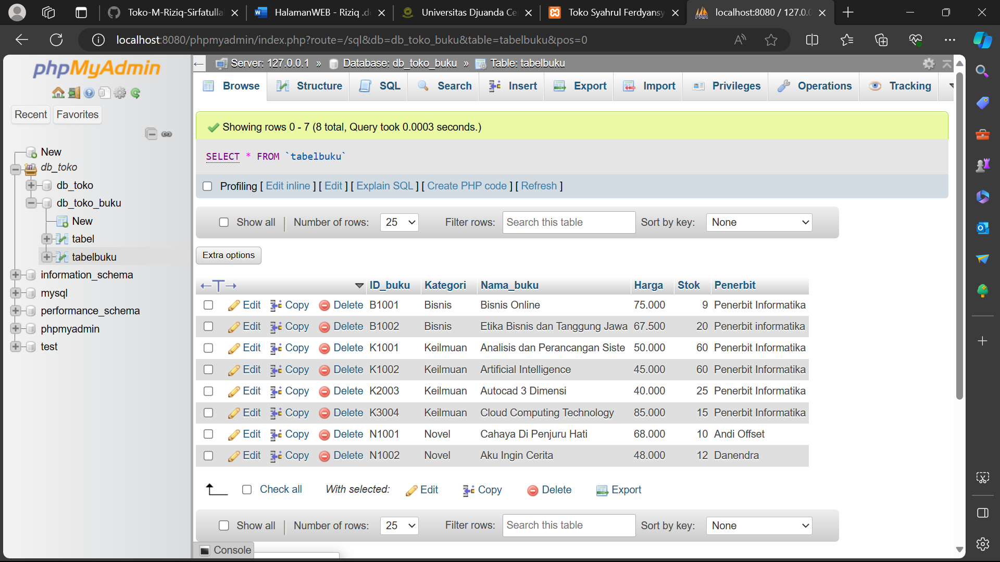 Toko-M-Riziq-Sirfatulla
HalamanWEB - Riziq .d
Universitas Djuanda Ce
Toko Syahrul Ferdyansy
localhost:8080 / 127.0.0
localhost:8080/phpmyadmin/index.php?route=/sql&db=db_toko_buku&table=tabelbuku&pos=0
phpMyAdmin
Recent
Favorites
New
db_toko
db_toko
db_toko_buku
New
tabel
tabelbuku
information_schema
mysql
performance_schema
phpmyadmin
test
Server: 127.0.0.1 » Database: db_toko_buku » Table: tabelbuku
Browse Structure SQL Search Insert Export Import Privileges Operations Tracking
Showing rows 0 - 7 (8 total, Query took 0.0003 seconds.)
SELECT * FROM `tabelbuku`
Profiling [ Edit inline ] [ Edit ] [ Explain SQL ] [ Create PHP code ] [ Refresh ]
Show all | Number of rows: 25 Filter rows: Search this table Sort by key: None
Extra options
ID_buku Kategori Nama_buku Harga Stok Penerbit
Edit Copy Delete B1001 Bisnis Bisnis Online 75.000 9 Penerbit Informatika
Edit Copy Delete B1002 Bisnis Etika Bisnis dan Tanggung Jawa 67.500 20 Penerbit informatika
Edit Copy Delete K1001 Keilmuan Analisis dan Perancangan Siste 50.000 60 Penerbit Informatika
Edit Copy Delete K1002 Keilmuan Artificial Intelligence 45.000 60 Penerbit Informatika
Edit Copy Delete K2003 Keilmuan Autocad 3 Dimensi 40.000 25 Penerbit Informatika
Edit Copy Delete K3004 Keilmuan Cloud Computing Technology 85.000 15 Penerbit Informatika
Edit Copy Delete N1001 Novel Cahaya Di Penjuru Hati 68.000 10 Andi Offset
Edit Copy Delete N1002 Novel Aku Ingin Cerita 48.000 12 Danendra
Check all With selected: Edit Copy Delete Export
Show all | Number of rows: 25 Filter rows: Search this table Sort by key: None
Console